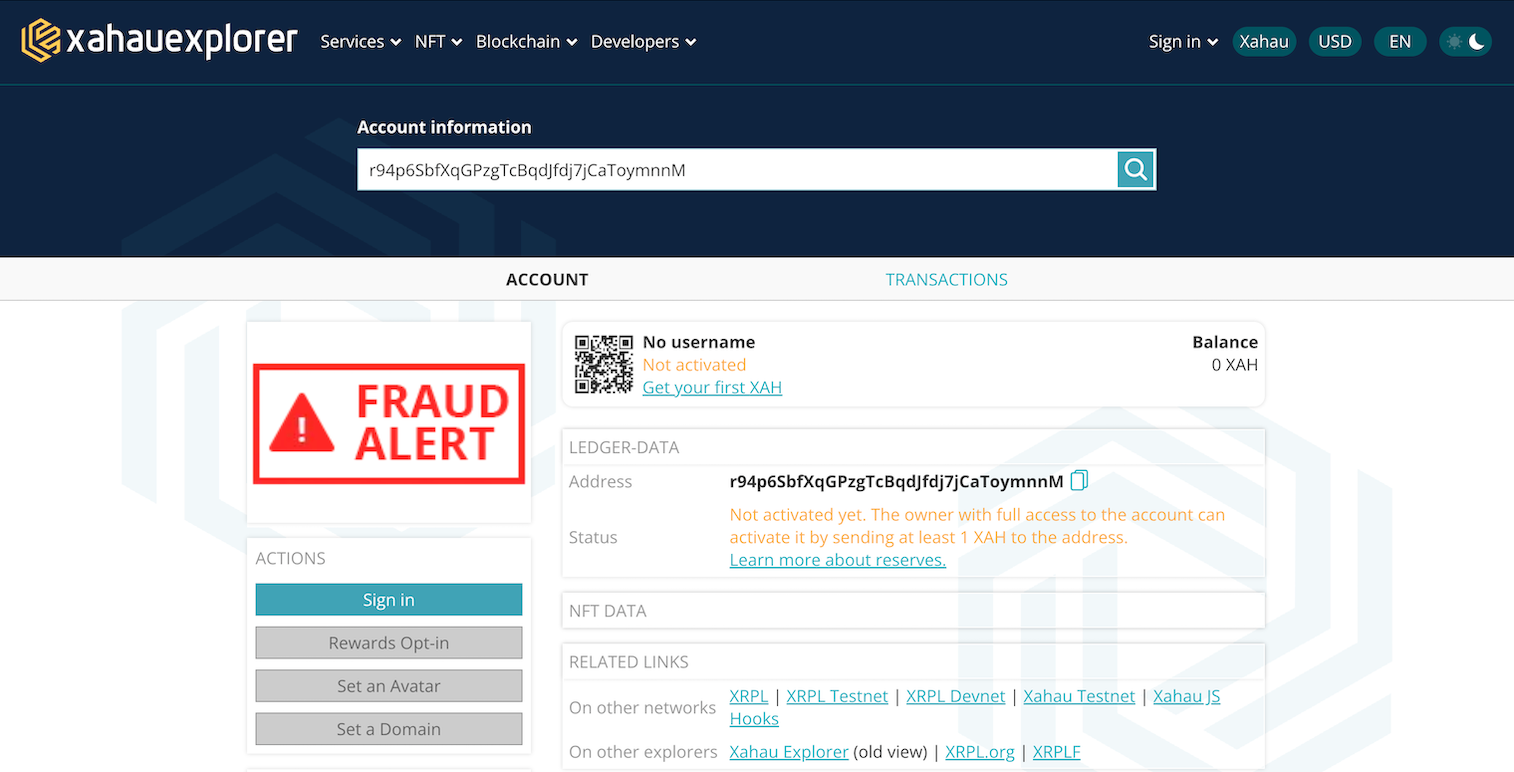 xahauexplorer Services NFT Blockchain Developers Sign in Xahau USD EN
Account information
r94p6SbfXqGPzgTcBqdJfdj7jCaToymnnM
ACCOUNT TRANSACTIONS
FRAUD
ALERT
No username
Not activated
Get your first XAH
Balance
0 XAH
LEDGER-DATA
Address r94p6SbfXqGPzgTcBqdJfdj7jCaToymnnM
Status Not activated yet. The owner with full access to the account can
activate it by sending at least 1 XAH to the address.
Learn more about reserves.
ACTIONS
Sign in
Rewards Opt-in
Set an Avatar
Set a Domain
NFT DATA
RELATED LINKS
On other networks XRPL | XRPL Testnet | XRPL Devnet | Xahau Testnet | Xahau JS
Hooks
On other explorers Xahau Explorer (old view) | XRPL.org | XRPLF